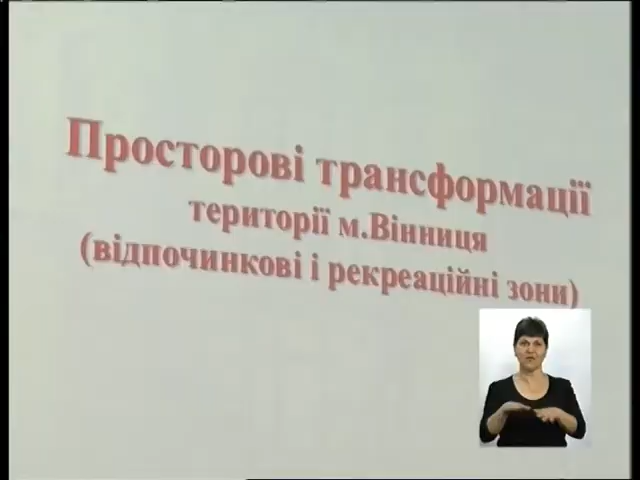 Просторові трансформації
території м.Вінниця
(відпочинкові і рекреаційні зони)